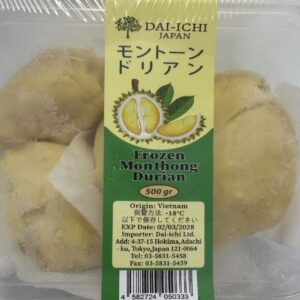 DAI-ICHI
JAPAN
モントーン
ドリアン
Frozen
Monthong
Durian
500 gr
Origin: Vietnam
保管方法: -18℃
以下で保存してください
EXP Date: 02/03/2028
Importer: Dai-ichi Ltd.
Add: 4-37-15 Hokima,Adachi
-ku, Tokyo,Japan 121-0064
Tel: 03-5831-5458
Fax: 03-5831-5459
4 582724 050333